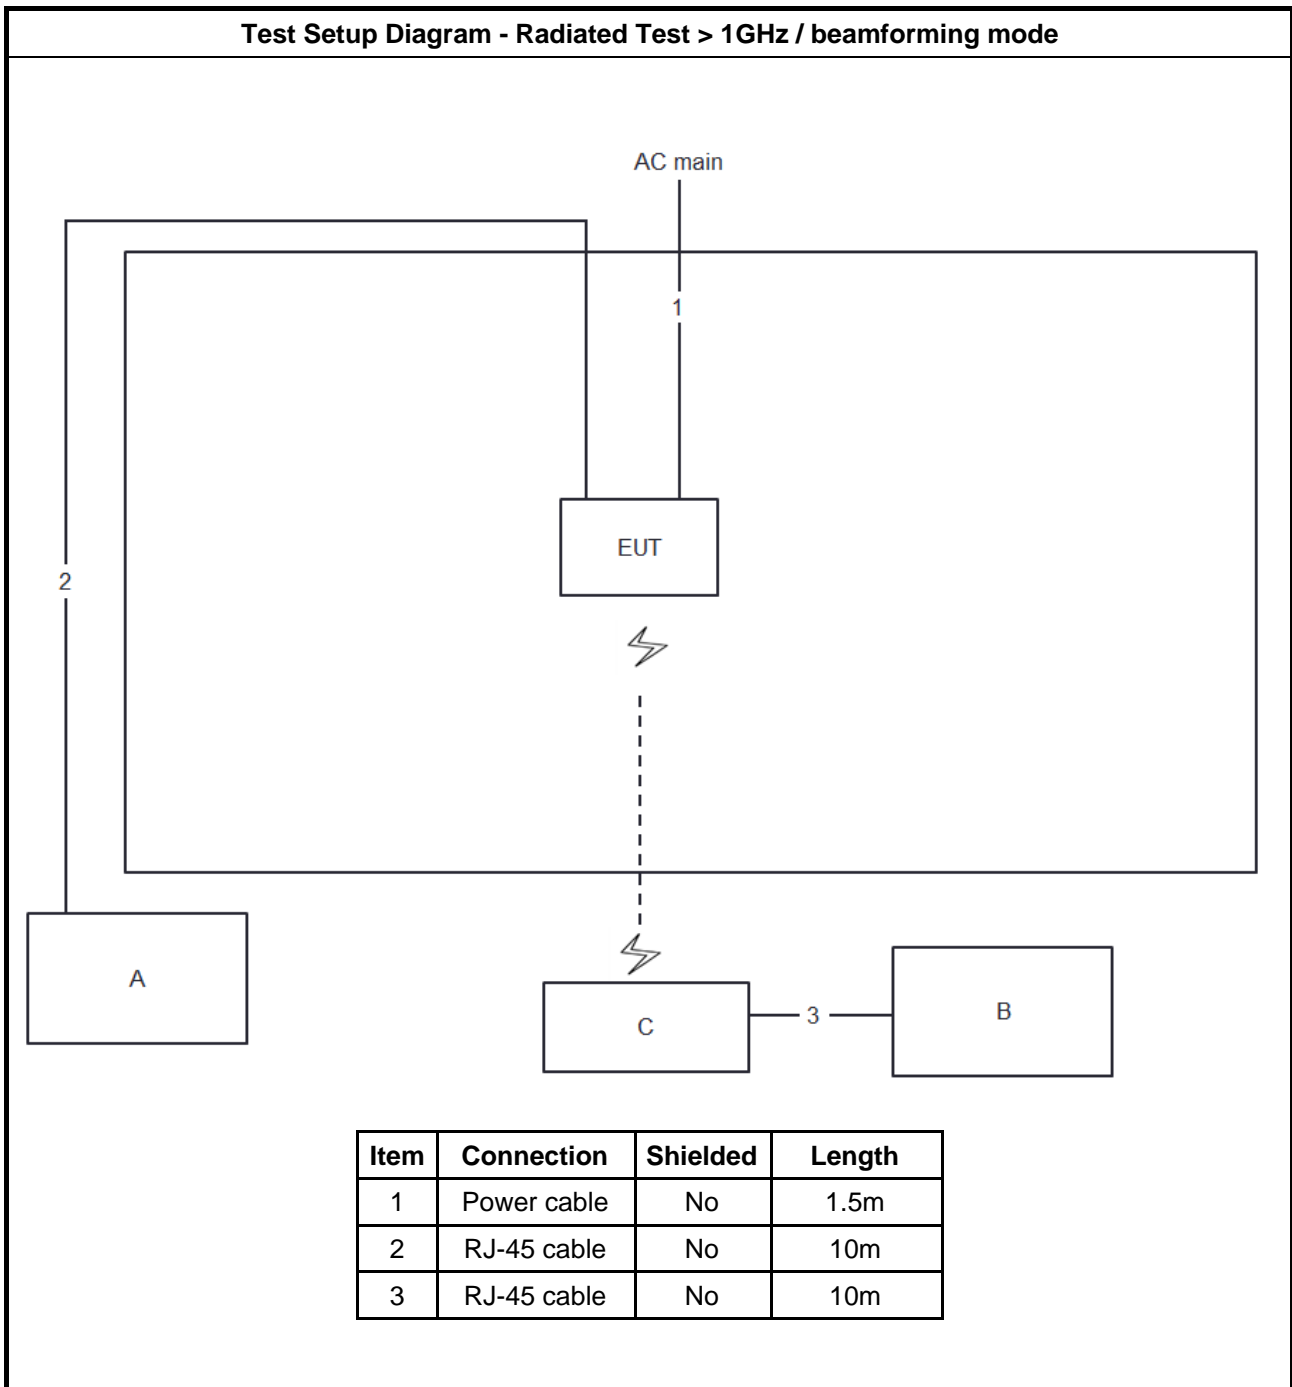 Test Setup Diagram - Radiated Test > 1GHz / beamforming mode
AC main
1
EUT
2
A
C
3
B
Item Connection Shielded Length
1 Power cable No 1.5m
2 RJ-45 cable No 10m
3 RJ-45 cable No 10m